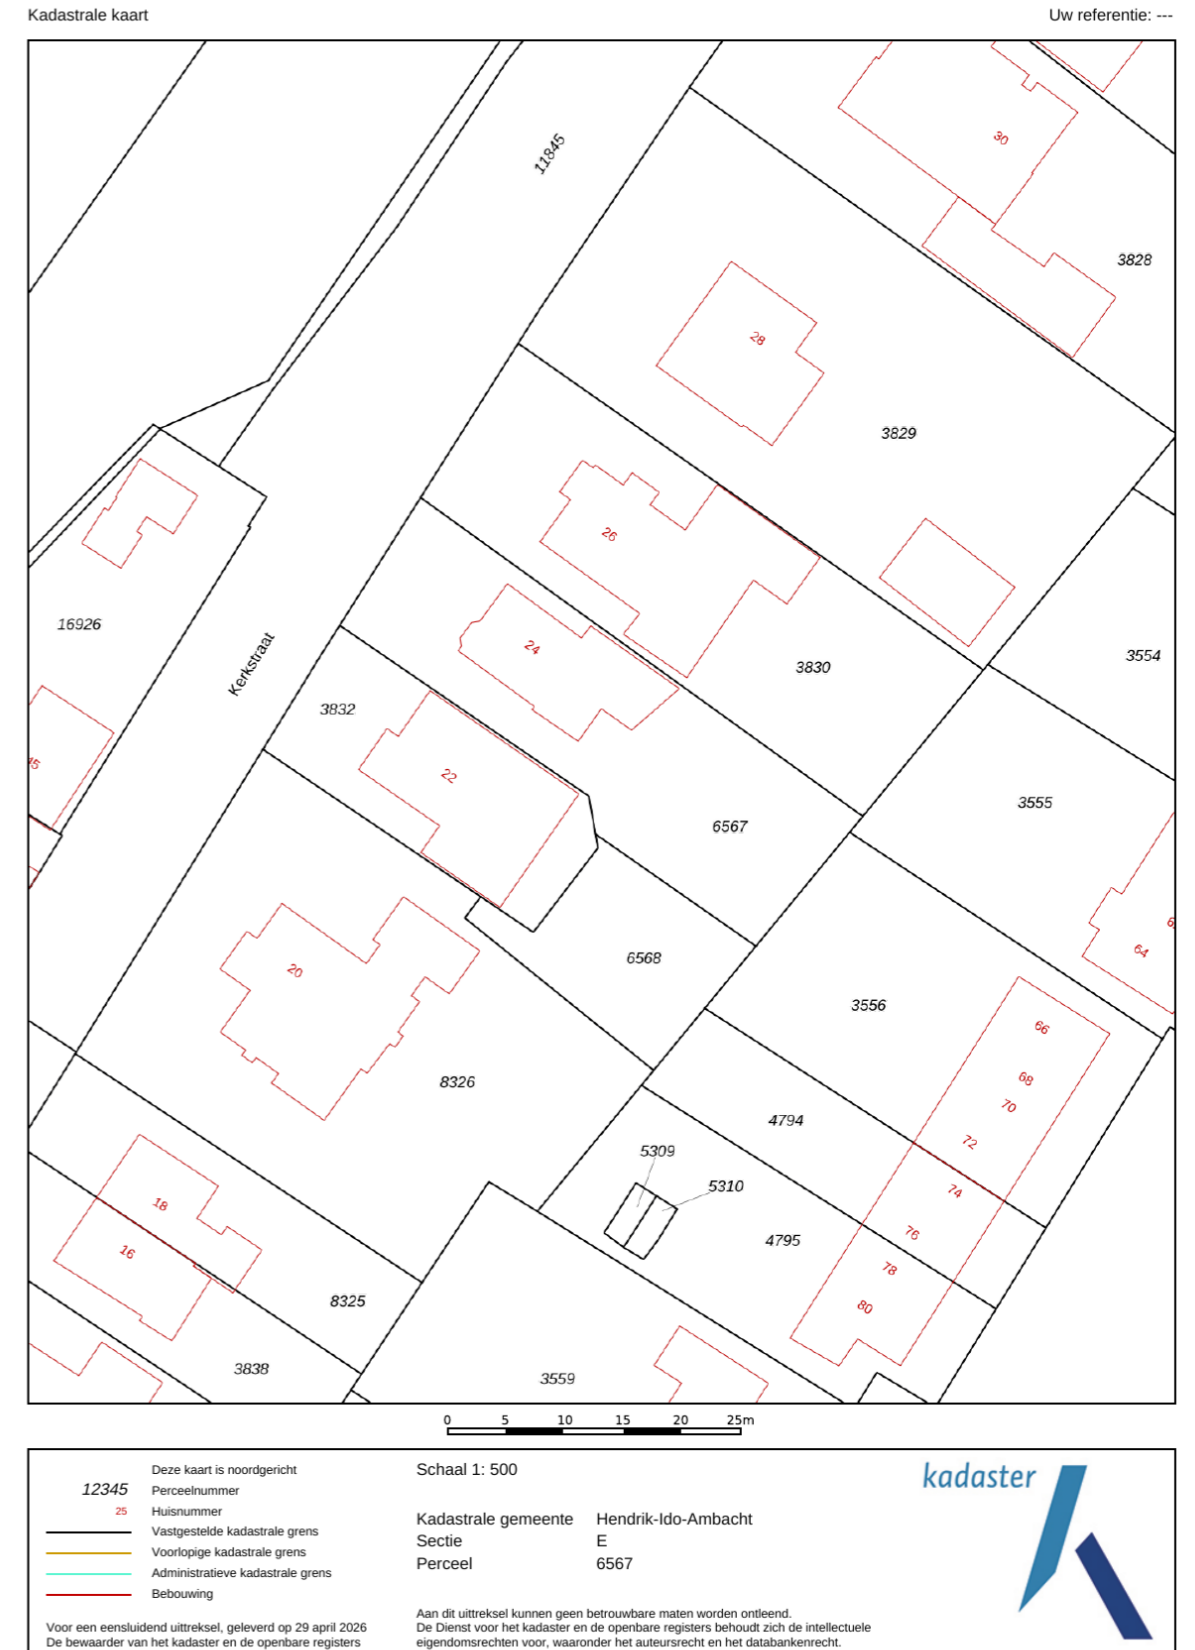 Kadastrale kaart
Uw referentie: ---
11845
30
3828
28
3829
26
16926
24
3830
3554
Kerkstraat
3832
45
22
3555
6567
6
64
20
6568
3556
66
68
8326
70
4794
72
5309
5310
74
18
76
4795
16
78
8325
80
3838
3559
0 5 10 15 20 25m
Deze kaart is noordgericht
12345 Perceelnummer
25 Huisnummer
Vastgestelde kadastrale grens
Voorlopige kadastrale grens
Administratieve kadastrale grens
Bebouwing
Voor een eensluidend uittreksel, geleverd op 29 april 2026
De bewaarder van het kadaster en de openbare registers
Schaal 1: 500
Kadastrale gemeente Hendrik-Ido-Ambacht
Sectie E
Perceel 6567
Aan dit uittreksel kunnen geen betrouwbare maten worden ontleend.
De Dienst voor het kadaster en de openbare registers behoudt zich de intellectuele
eigendomsrechten voor, waaronder het auteursrecht en het databankenrecht.
kadaster